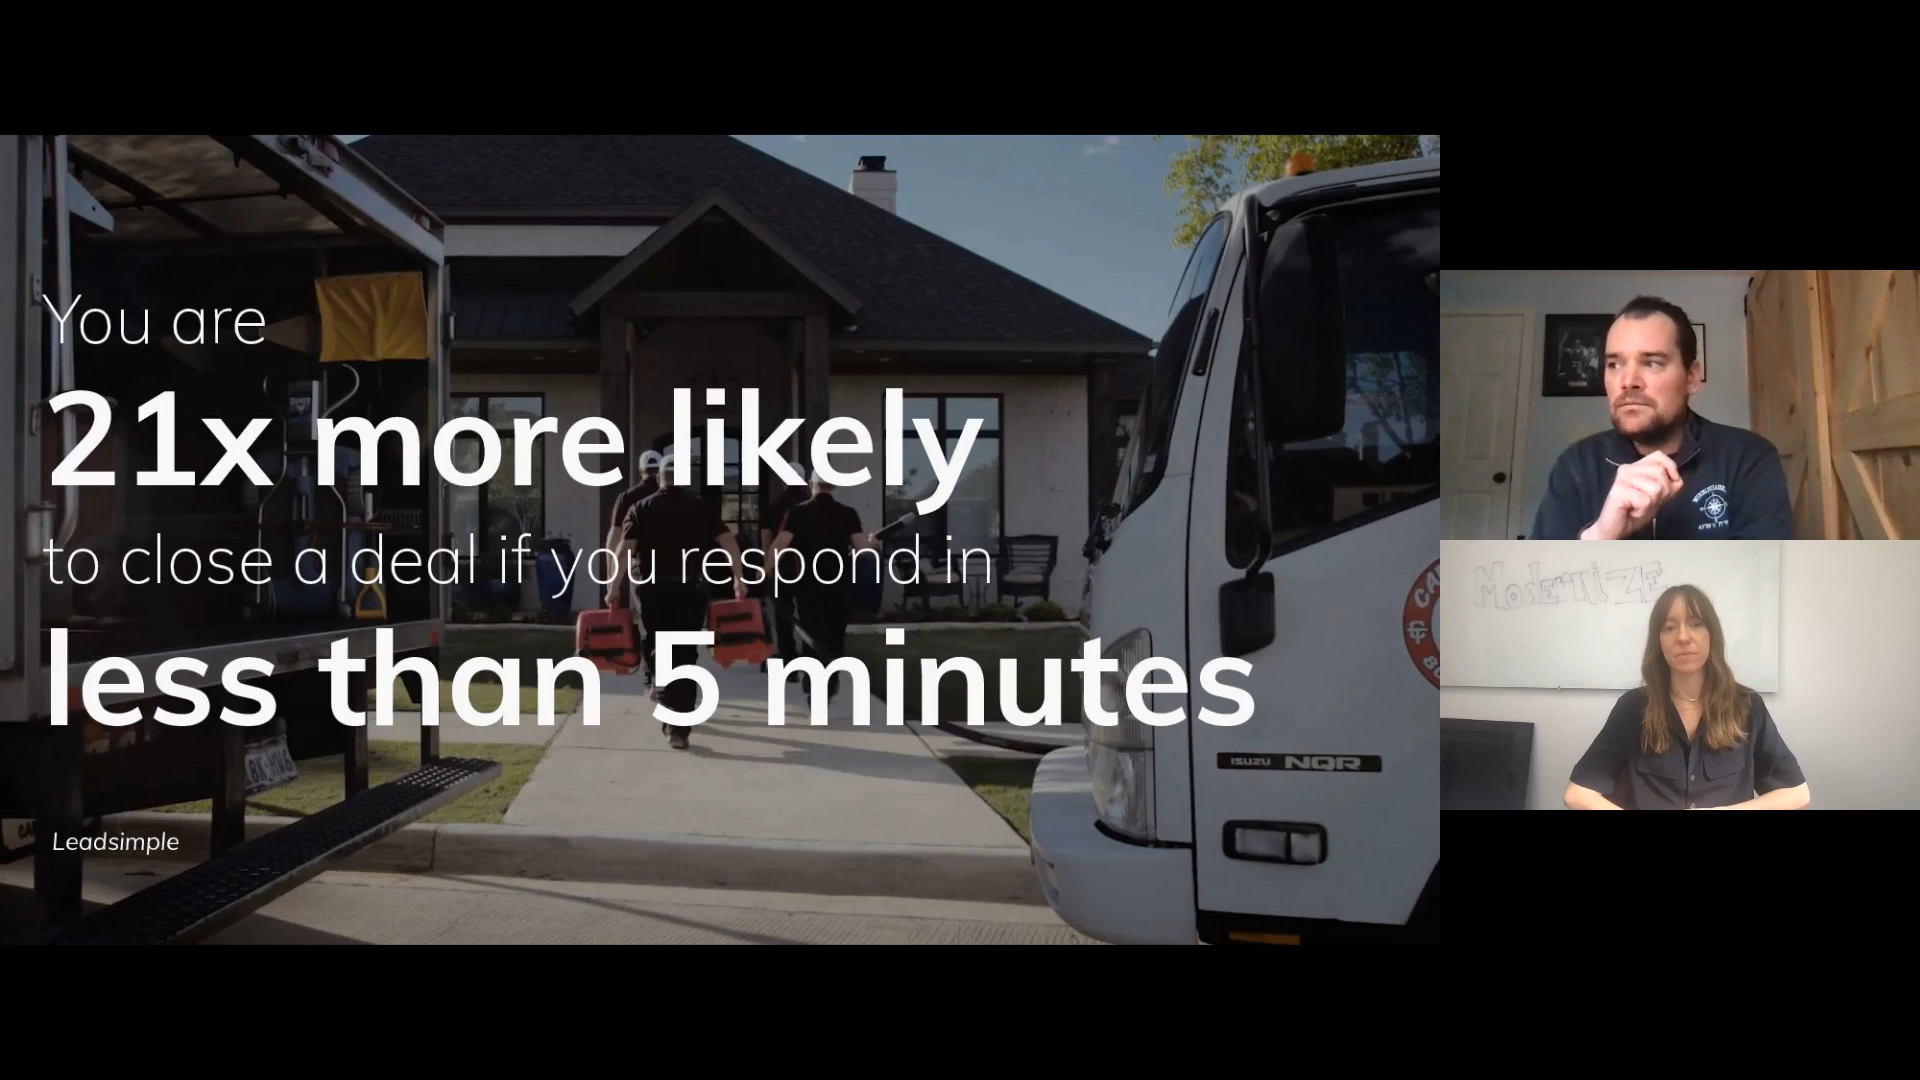 You are
21x more likely
to close a deal if you respond in
less than 5 minutes
Leadsimple
ISUZU NQR
Modernize